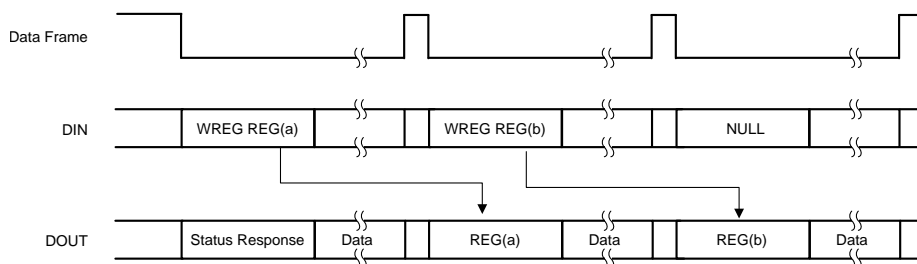 Data Frame
DIN
WREG REG(a)
WREG REG(b)
NULL
DOUT
Status Response
Data
REG(a)
Data
REG(b)
Data